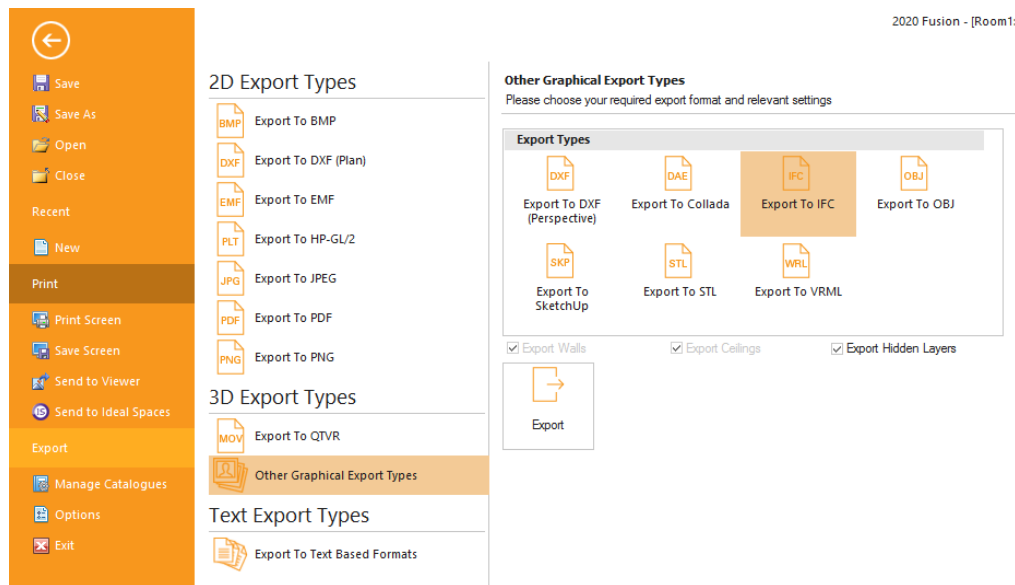 2020 Fusion - [Room1:
Save
Save As
Open
Close
Recent
New
Print
Print Screen
Save Screen
Send to Viewer
IS
Send to Ideal Spaces
Export
Manage Catalogues
Options
Exit
2D Export Types
BMP
Export To BMP
DXF
Export To DXF (Plan)
EMF
Export To EMF
PLT
Export To HP-GL/2
JPG
Export To JPEG
PDF
Export To PDF
PNG
Export To PNG
3D Export Types
MOV
Export To QTVR
Other Graphical Export Types
Text Export Types
Export To Text Based Formats
Other Graphical Export Types
Please choose your required export format and relevant settings
Export Types
DXF
Export To DXF
(Perspective)
DAE
Export To Collada
IFC
Export To IFC
OBJ
Export To OBJ
SKP
Export To
SketchUp
STL
Export To STL
WRL
Export To VRML
Export Walls
Export Ceilings
Export Hidden Layers
Export